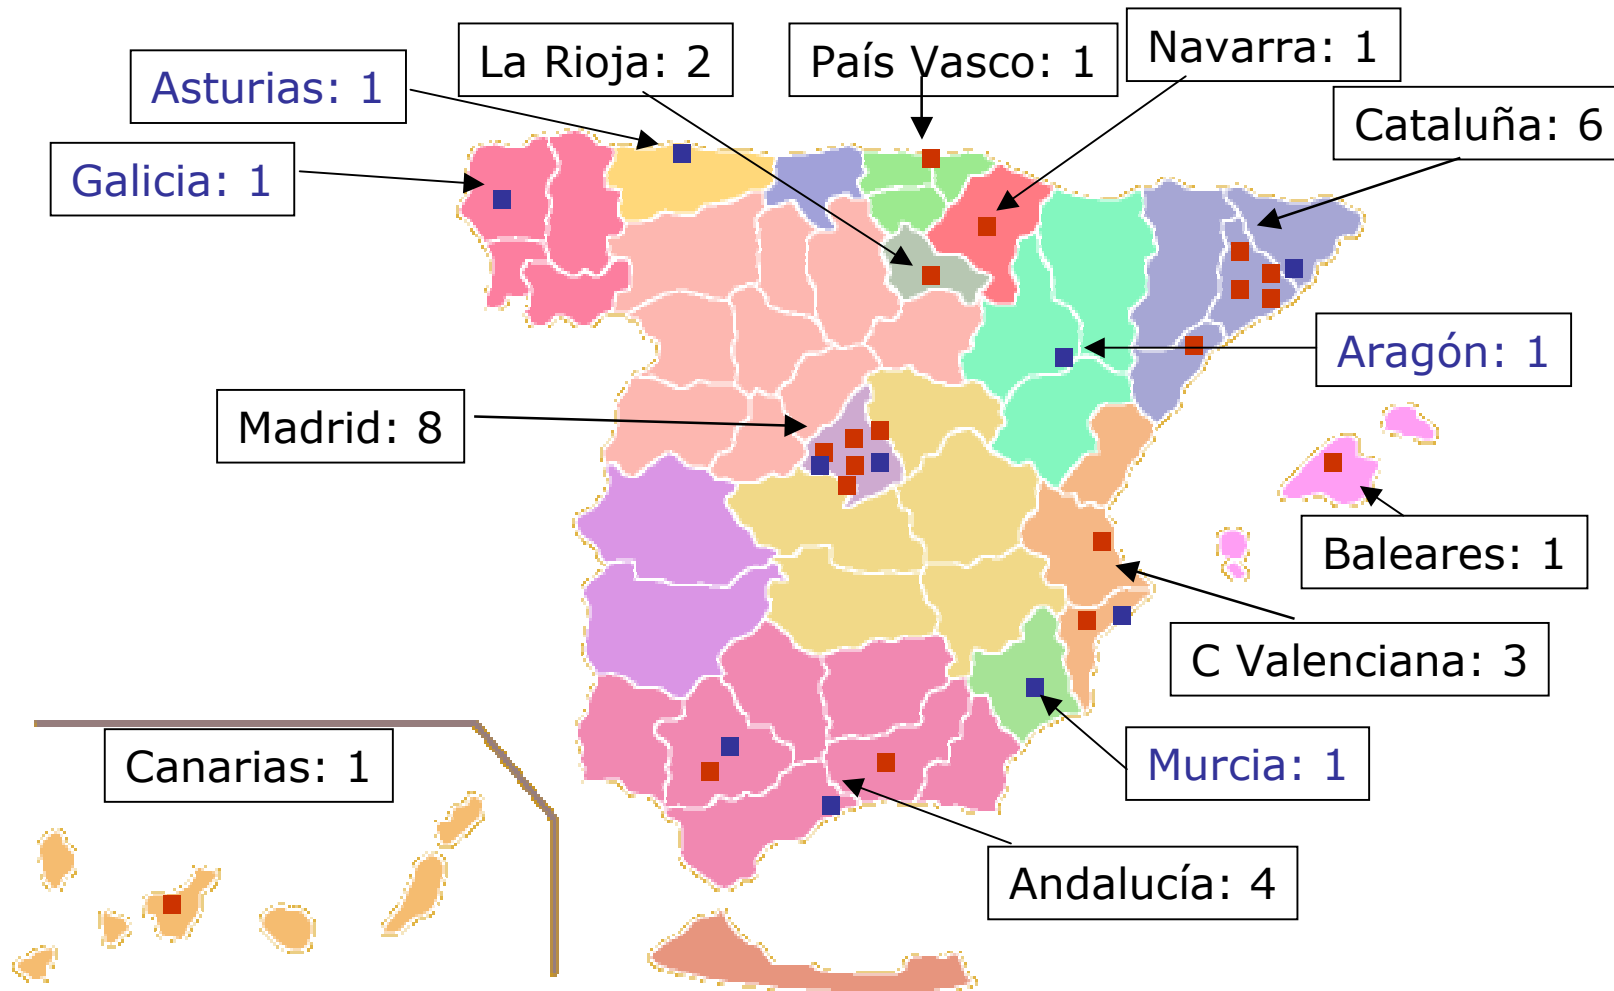 La Rioja: 2
País Vasco: 1
Navarra: 1
Asturias: 1
Cataluña: 6
Galicia: 1
Aragón: 1
Madrid: 8
Baleares: 1
C Valenciana: 3
Canarias: 1
Murcia: 1
Andalucía: 4